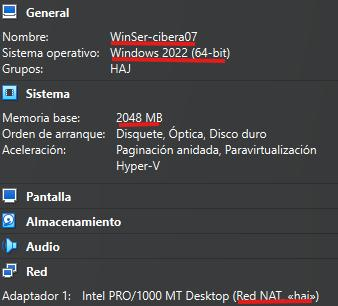 General
Nombre: WinSer-cibera07
Sistema operativo: Windows 2022 (64-bit)
Grupos: HAJ
Sistema
Memoria base: 2048 MB
Orden de arranque: Disquete, Óptica, Disco duro
Aceleración: Paginación anidada, Paravirtualización
Hyper-V
Pantalla
Almacenamiento
Audio
Red
Adaptador 1: Intel PRO/1000 MT Desktop (Red NAT, «haj»)